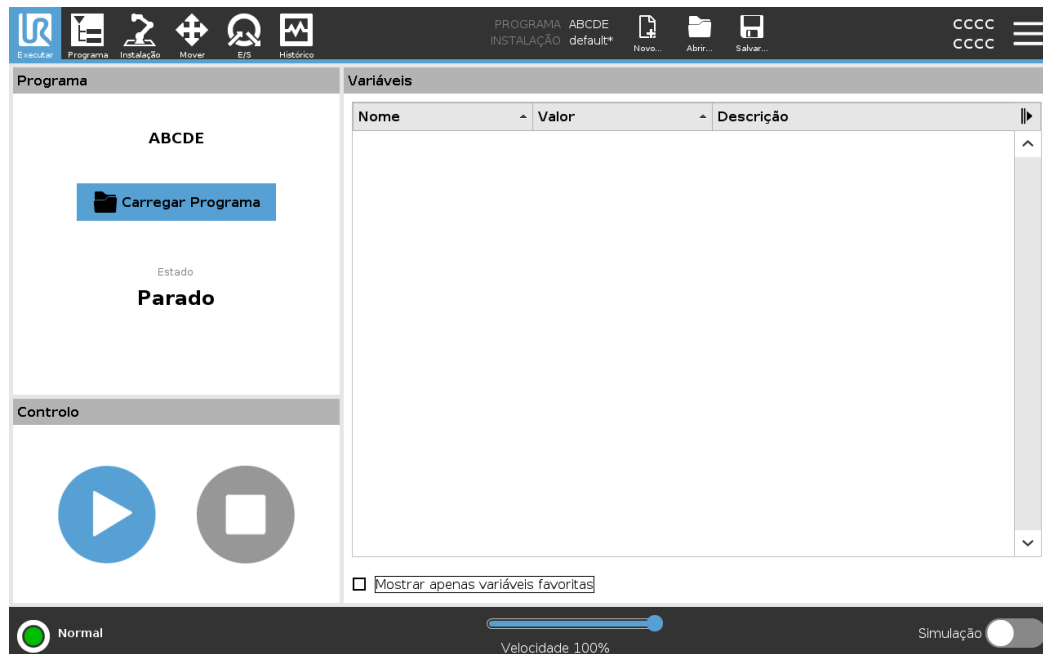 UR
PROGRAMA ABCDE
INSTALAÇÃO default*
CCCC
CCCC
Executar Programa Instalação Mover E/S Histórico Novo... Abrir... Salvar...
Programa
Variáveis
Nome Valor Descrição
ABCDE
Carregar Programa
Estado
Parado
Controlo
Mostrar apenas variáveis favoritas
Normal
Velocidade 100%
Simulação